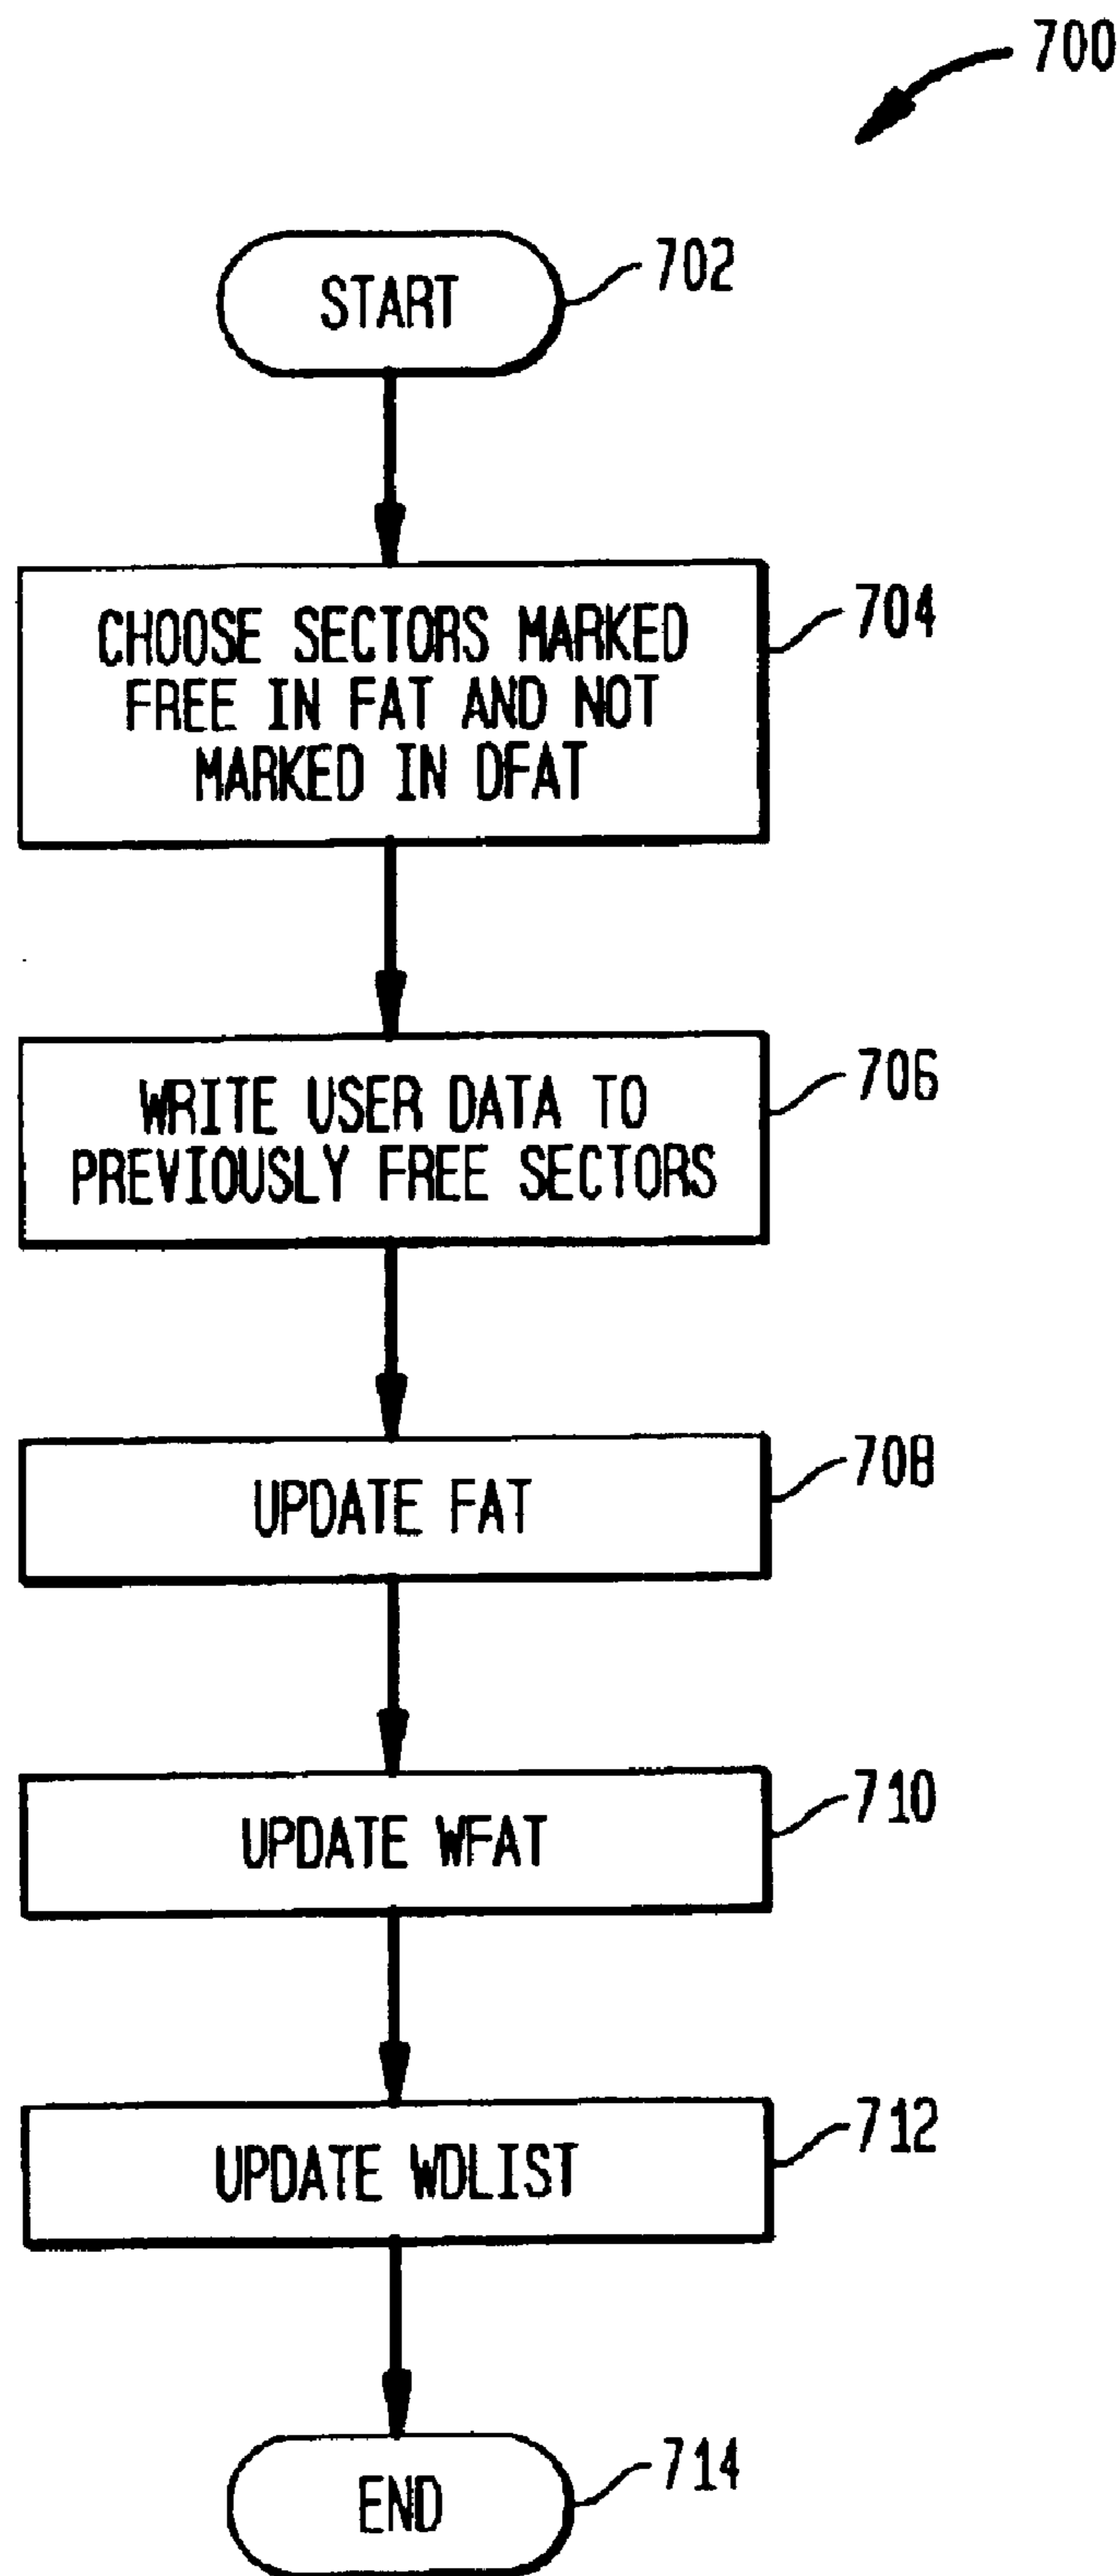 700
START
702
CHOOSE SECTORS MARKED
FREE IN FAT AND NOT
MARKED IN DFAT
704
WRITE USER DATA TO
PREVIOUSLY FREE SECTORS
706
UPDATE FAT
708
UPDATE WFAT
710
UPDATE WDLIST
712
END
714